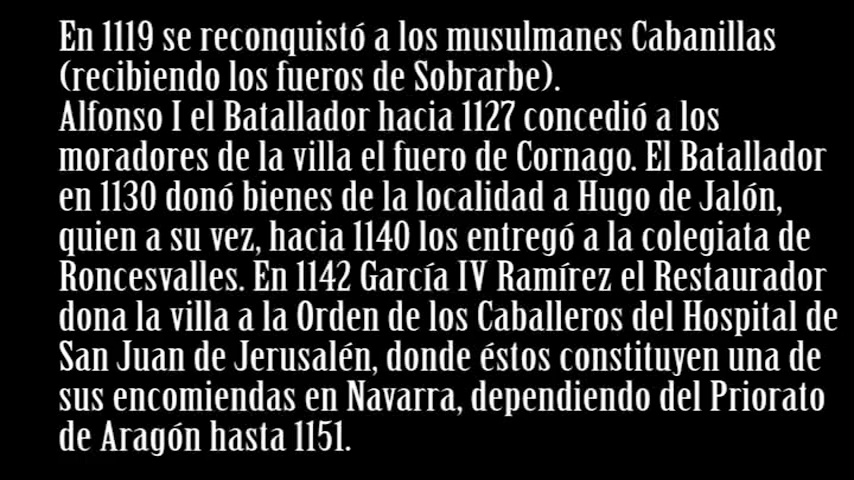 En 1119 se reconquistó a los musulmanes Cabanillas
(recibiendo los fueros de Sobrarbe).
Alfonso I el Batallador hacia 1127 concedió a los
moradores de la villa el fuero de Cornago. El Batallador
en 1130 donó bienes de la localidad a Hugo de Jalón,
quien a su vez, hacia 1140 los entregó a la colegiata de
Roncesvalles. En 1142 García IV Ramírez el Restaurador
dona la villa a la Orden de los Caballeros del Hospital de
San Juan de Jerusalén, donde éstos constituyen una de
sus encomiendas en Navarra, dependiendo del Priorato
de Aragón hasta 1151.